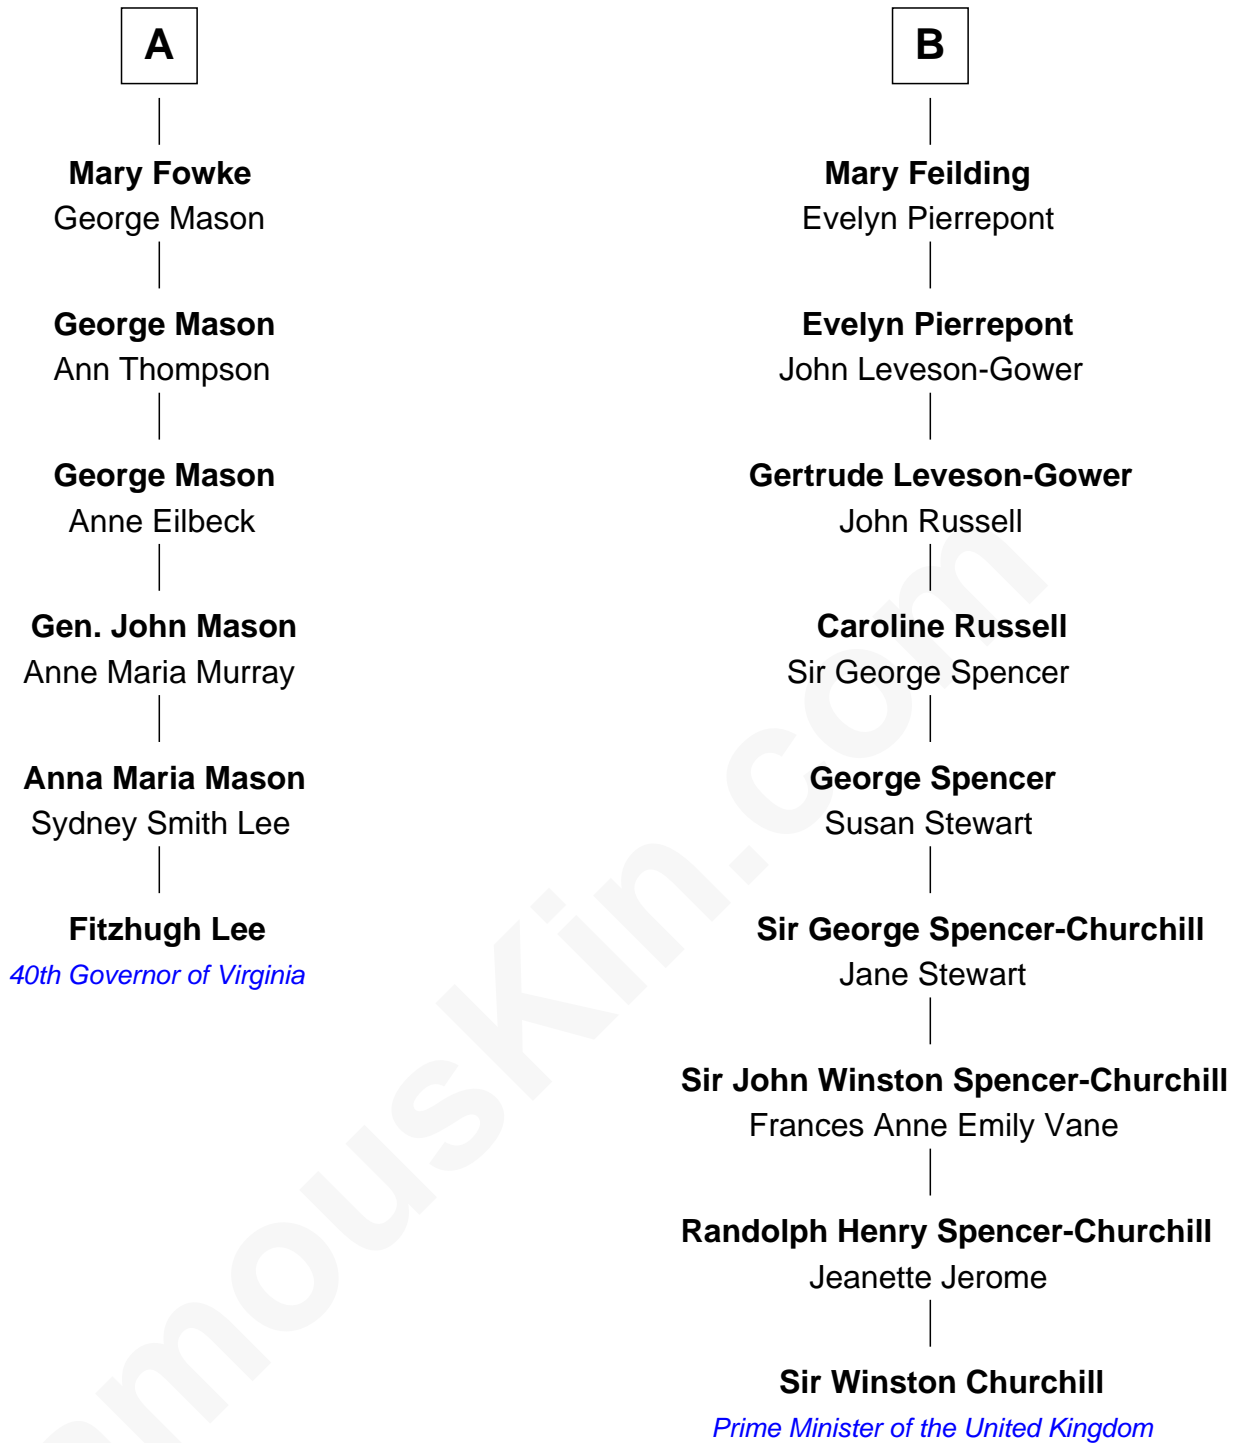 A
Mary Fowke
George Mason
George Mason
Ann Thompson
George Mason
Anne Eilbeck
Gen. John Mason
Anne Maria Murray
Anna Maria Mason
Sydney Smith Lee
Fitzhugh Lee
40th Governor of Virginia
B
Mary Feilding
Evelyn Pierrepont
Evelyn Pierrepont
John Leveson-Gower
Gertrude Leveson-Gower
John Russell
Caroline Russell
Sir George Spencer
George Spencer
Susan Stewart
Sir George Spencer-Churchill
Jane Stewart
Sir John Winston Spencer-Churchill
Frances Anne Emily Vane
Randolph Henry Spencer-Churchill
Jeanette Jerome
Sir Winston Churchill
Prime Minister of the United Kingdom
amouskin.com